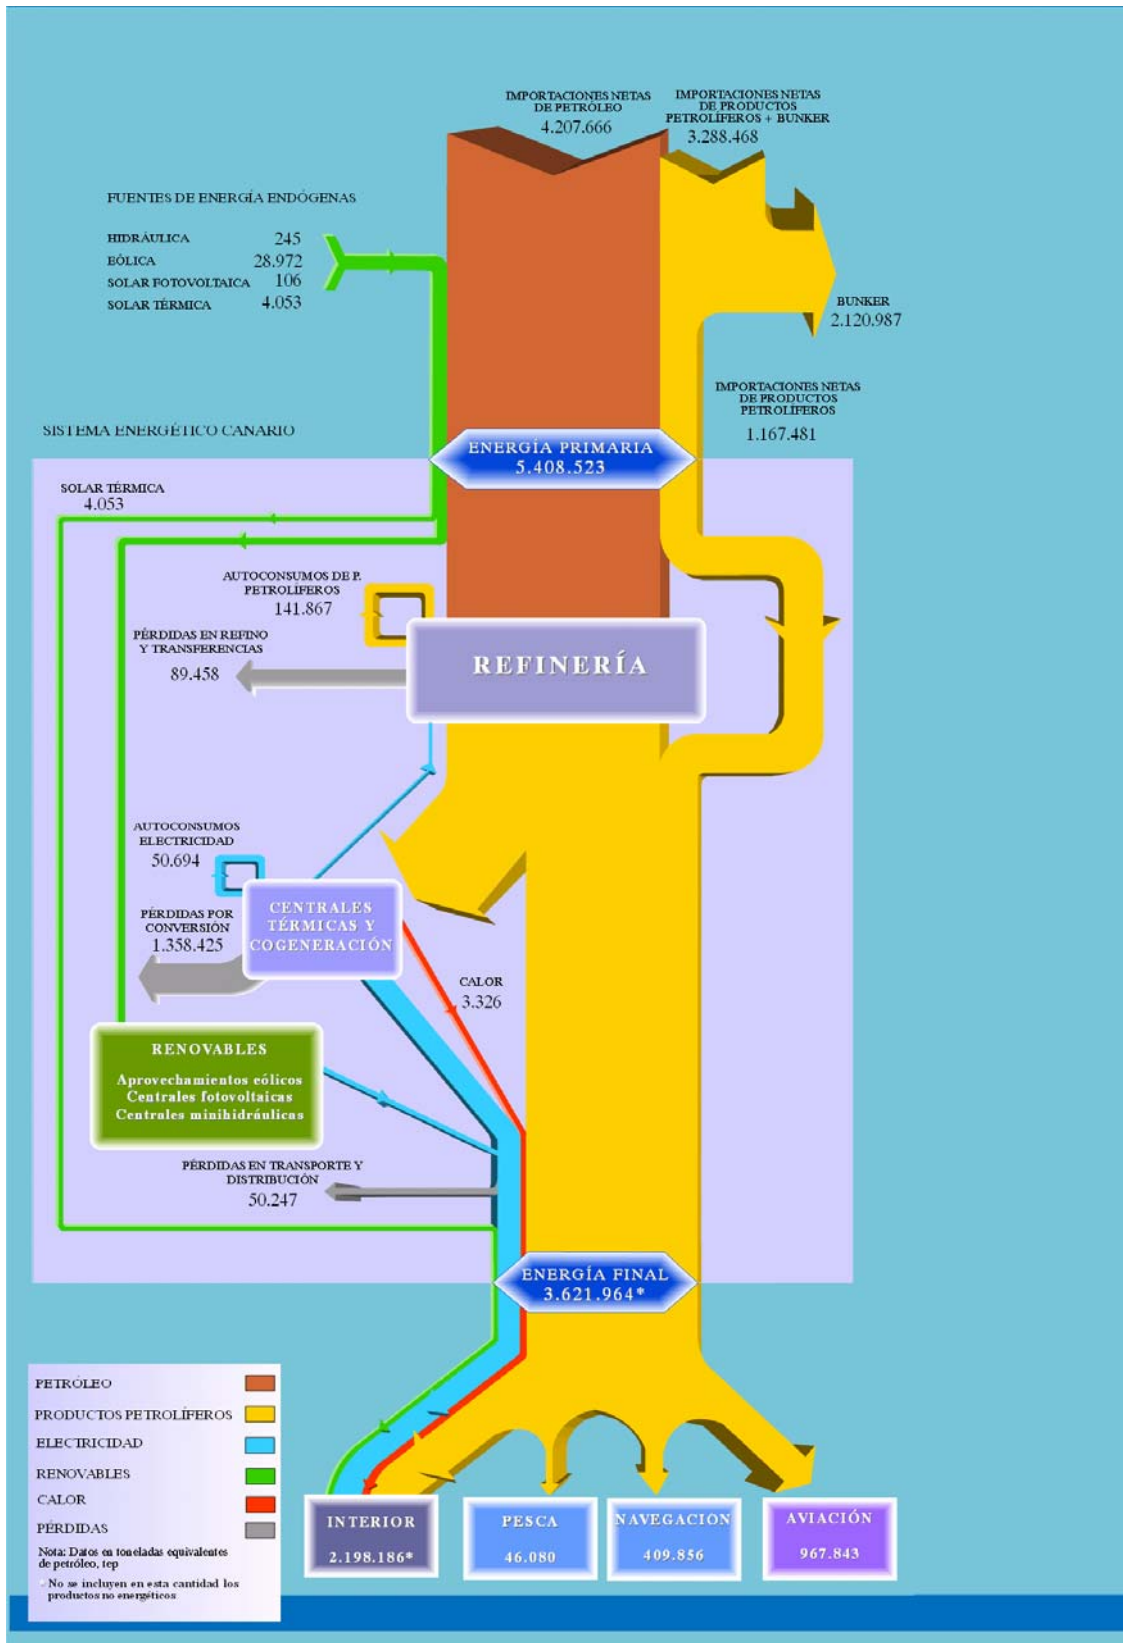 IMPORTACIONES NETAS
DE PETRÓLEO
4.207.666
IMPORTACIONES NETAS
DE PRODUCTOS
PETROLÍFEROS + BUNKER
3.288.468
FUENTES DE ENERGÍA ENDÓGENAS
HIDRÁULICA 245
EÓLICA 28.972
SOLAR FOTOVOLTAICA 106
SOLAR TÉRMICA 4.053
BUNKER
2.120.987
IMPORTACIONES NETAS
DE PRODUCTOS
PETROLÍFEROS
1.167.481
SISTEMA ENERGÉTICO CANARIO
ENERGÍA PRIMARIA
5.408.523
SOLAR TÉRMICA
4.053
AUTOCONSUMOS DE P.
PETROLÍFEROS
141.867
PÉRDIDAS EN REFINO
Y TRANSFERENCIAS
89.458
REFINERÍA
AUTOCONSUMOS
ELECTRICIDAD
50.694
PÉRDIDAS POR
CONVERSIÓN
1.358.425
CENTRALES
TÉRMICAS Y
COGENERACIÓN
CALOR
3.326
RENOVABLES
Aprovechamientos eólicos
Centrales fotovoltaicas
Centrales minihidráulicas
PÉRDIDAS EN TRANSPORTE Y
DISTRIBUCIÓN
50.247
ENERGÍA FINAL
3.621.964*
PETRÓLEO
PRODUCTOS PETROLÍFEROS
ELECTRICIDAD
RENOVABLES
CALOR
PÉRDIDAS
Nota: Datos en toneladas equivalentes
de petróleo, tep
* No se incluyen en esta cantidad los
productos no energéticos
INTERIOR
2.198.186*
PESCA
46.080
NAVEGACIÓN
409.856
AVIACIÓN
967.843